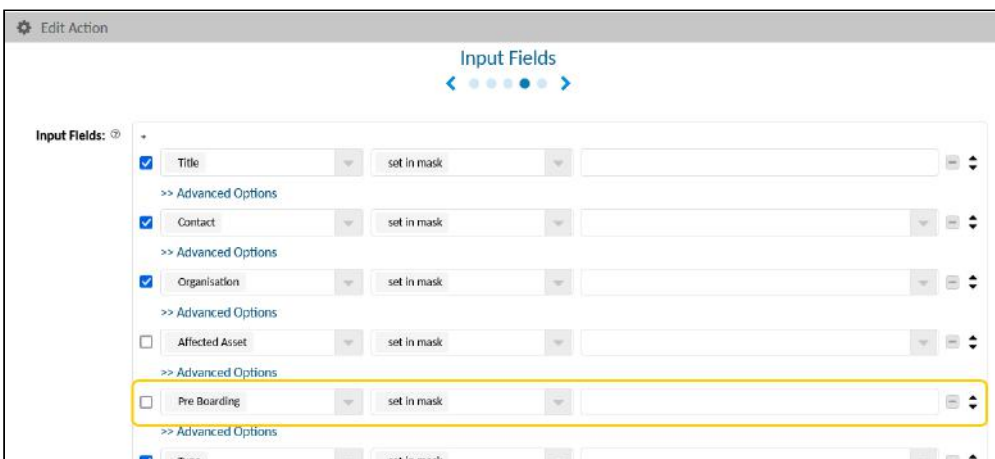 Edit Action
Input Fields
Input Fields:
Title set in mask
>> Advanced Options
Contact set in mask
>> Advanced Options
Organisation set in mask
>> Advanced Options
Affected Asset set in mask
>> Advanced Options
Pre Boarding set in mask
>> Advanced Options